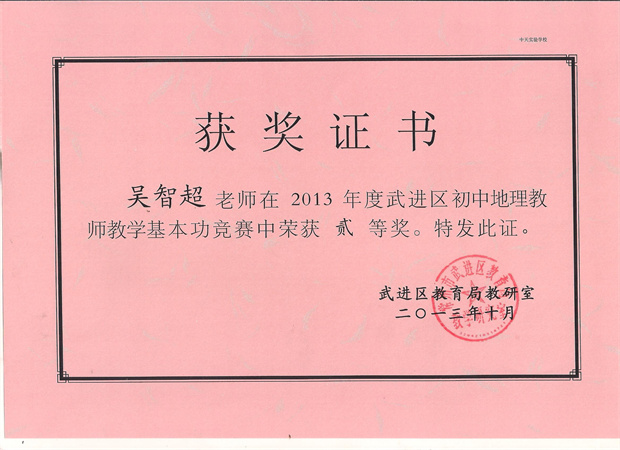 获奖证书
吴智超 老师在 2013 年度武进区初中地理教
师教学基本功竞赛中荣获 贰 等奖。特发此证。
武进区教育局教研室
二〇一三年十月